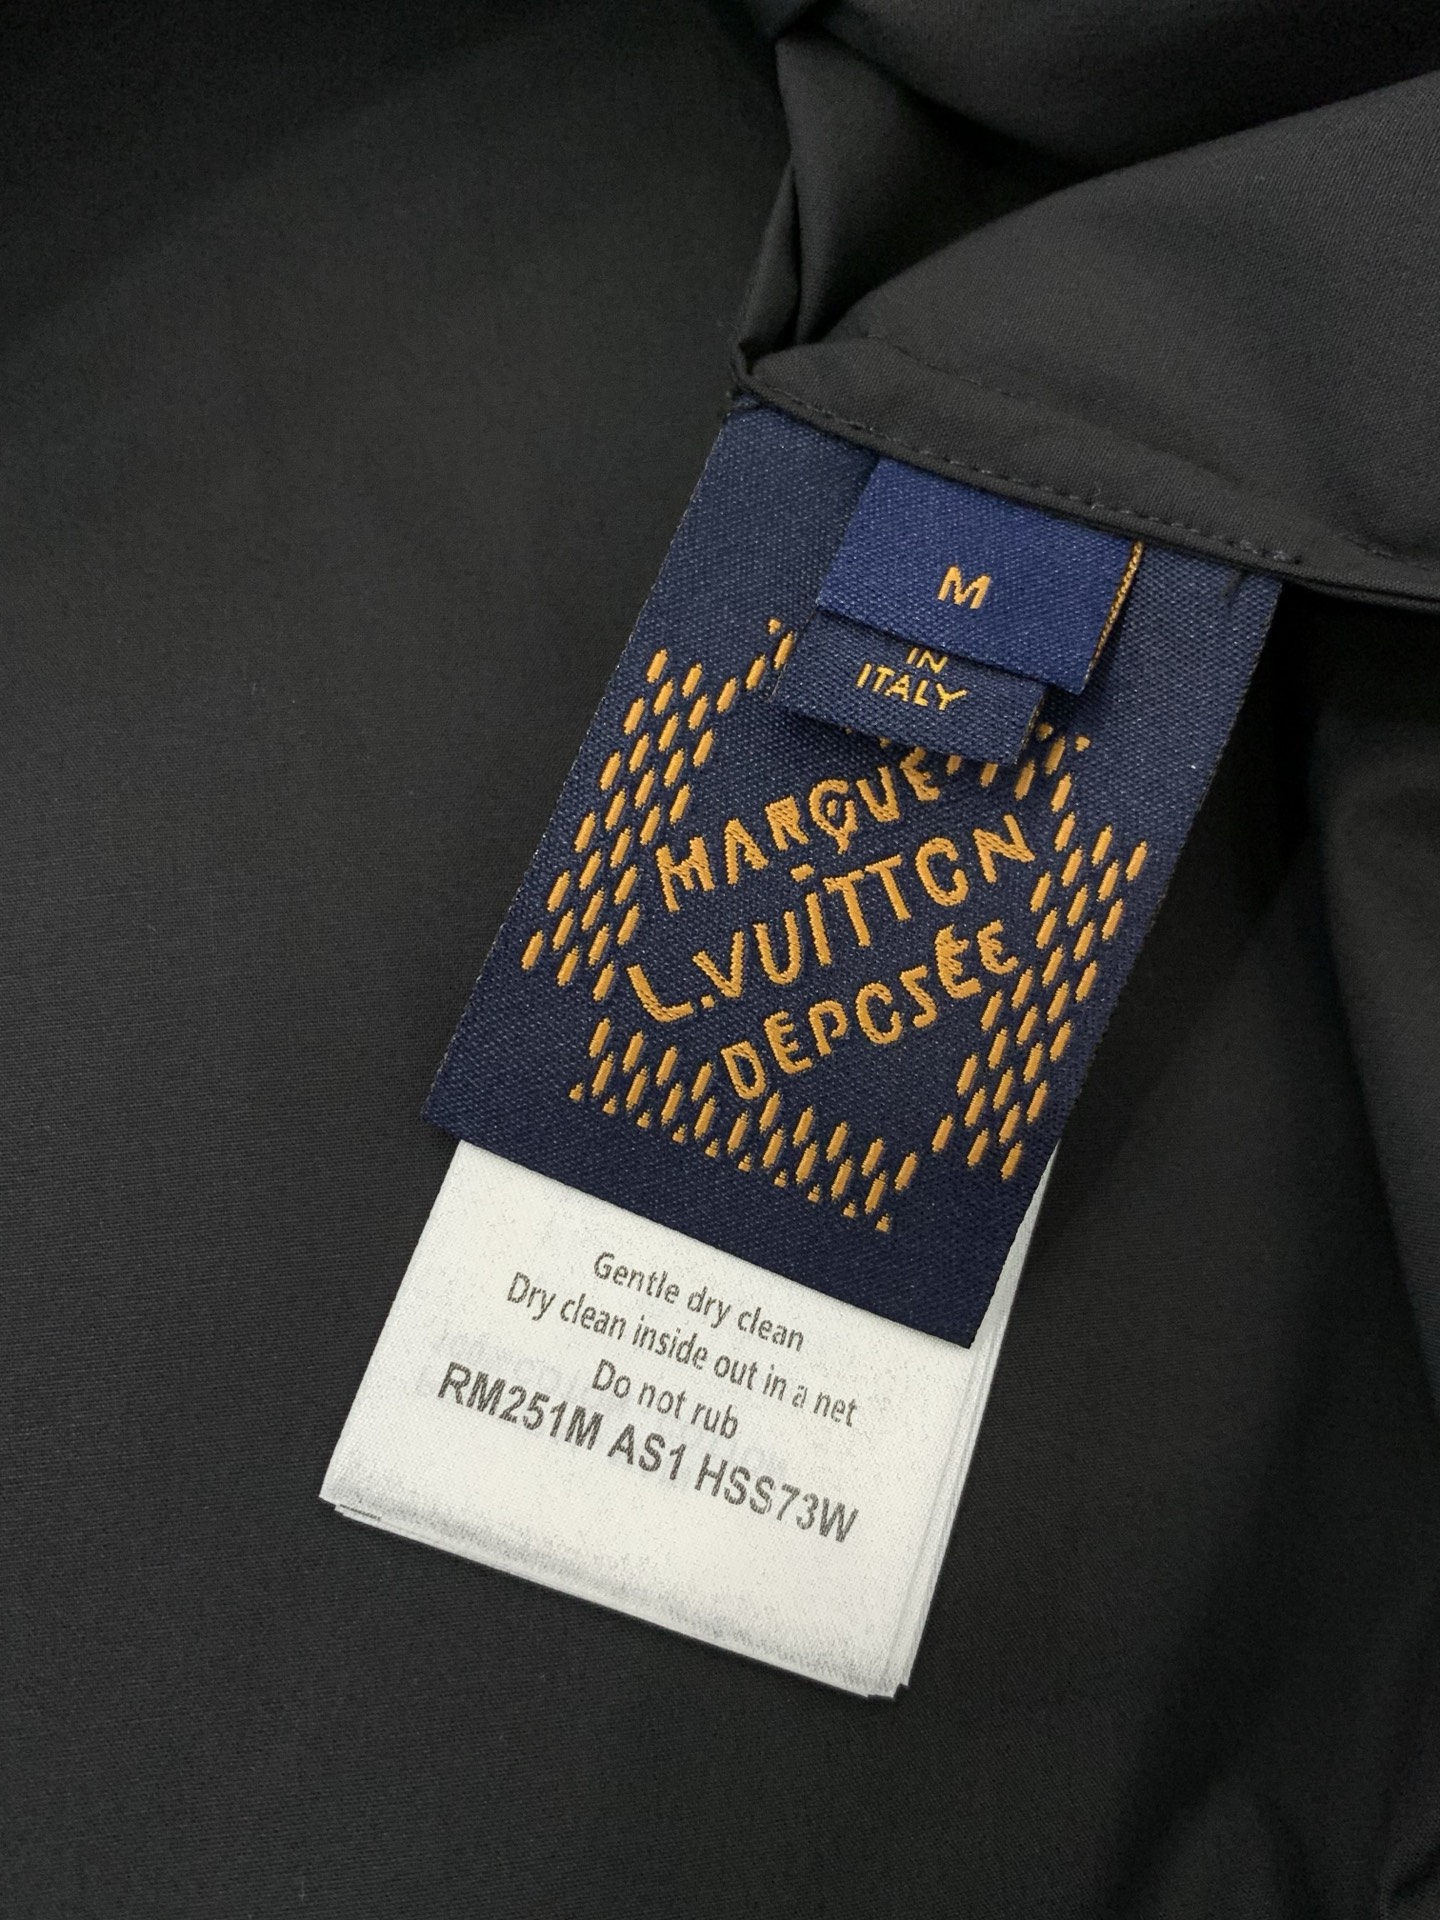 M
IN
ITALY
MARQUE
L.VUITTON
DEPOSÉE
Gentle dry clean
Dry clean inside out in a net
Do not rub
RM251M AS1 HSS73W